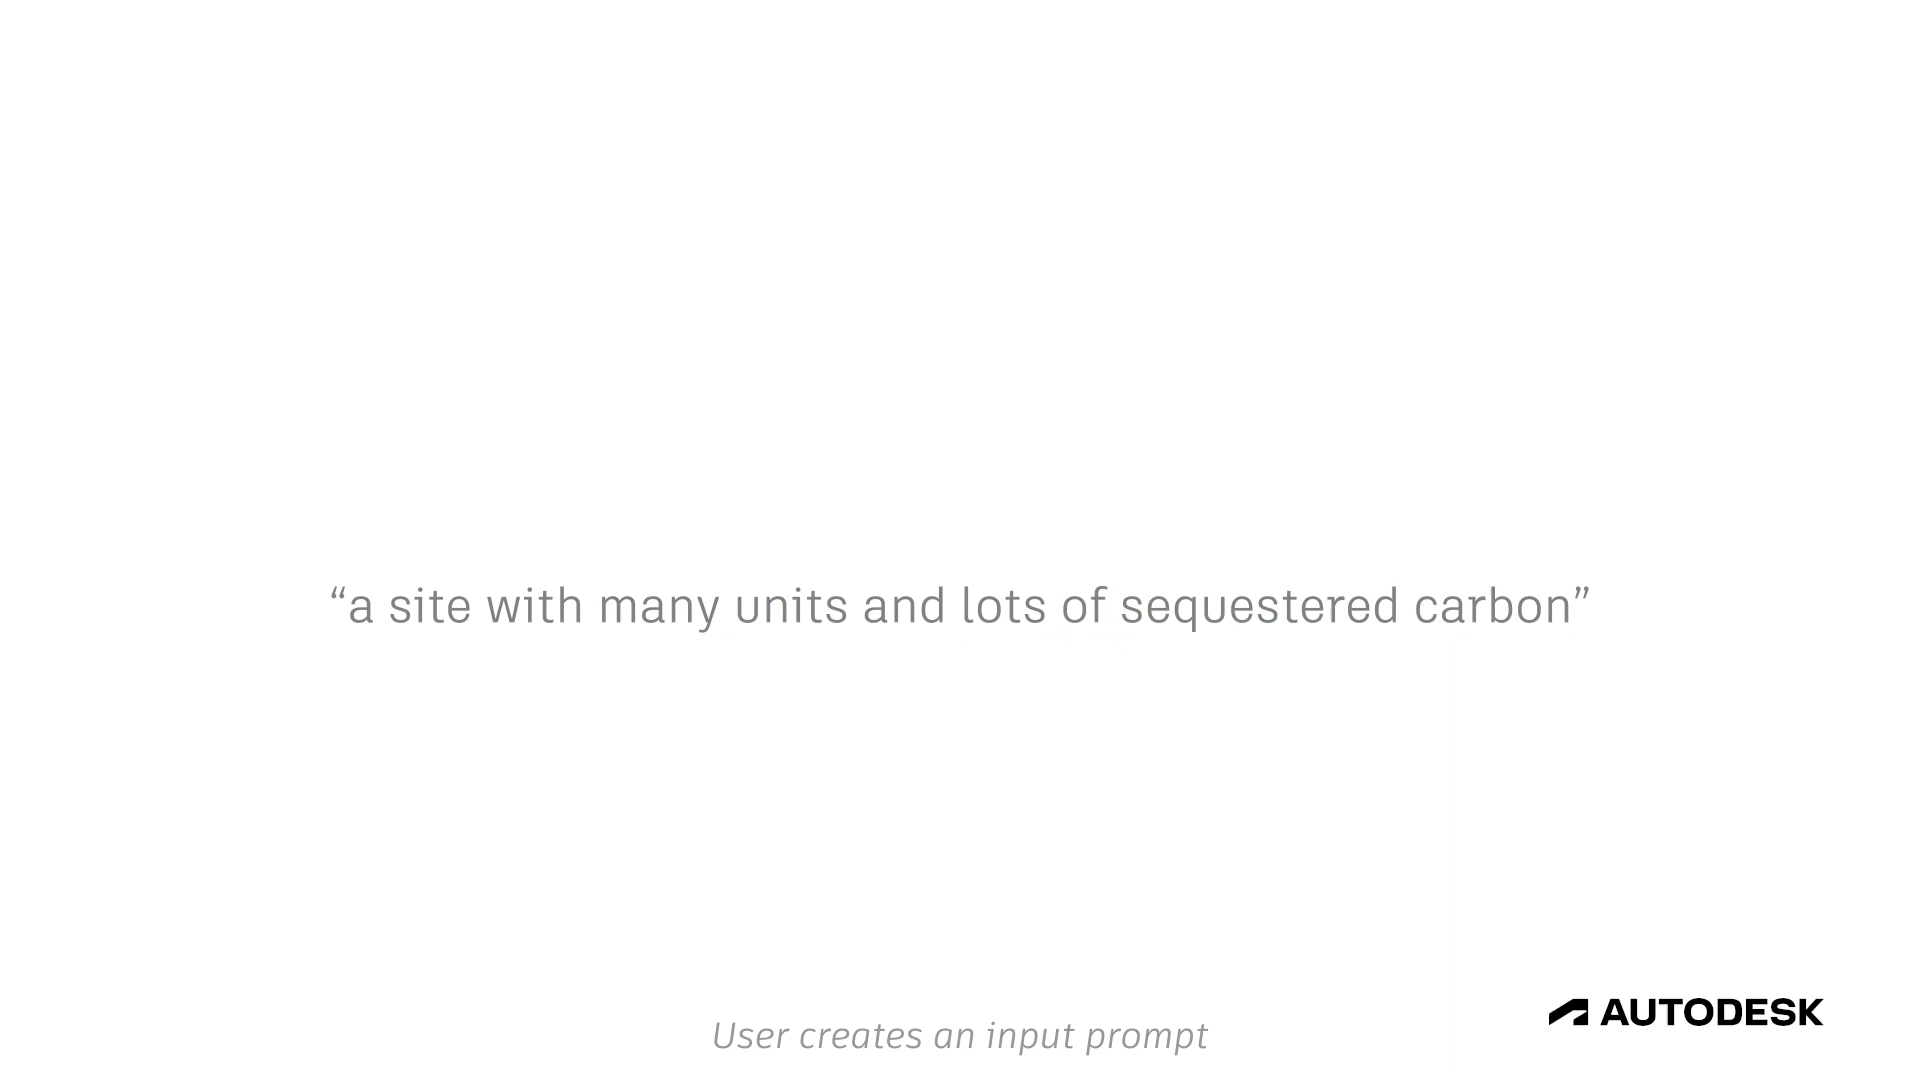 “a site with many units and lots of sequestered carbon”
User creates an input prompt
AUTODESK